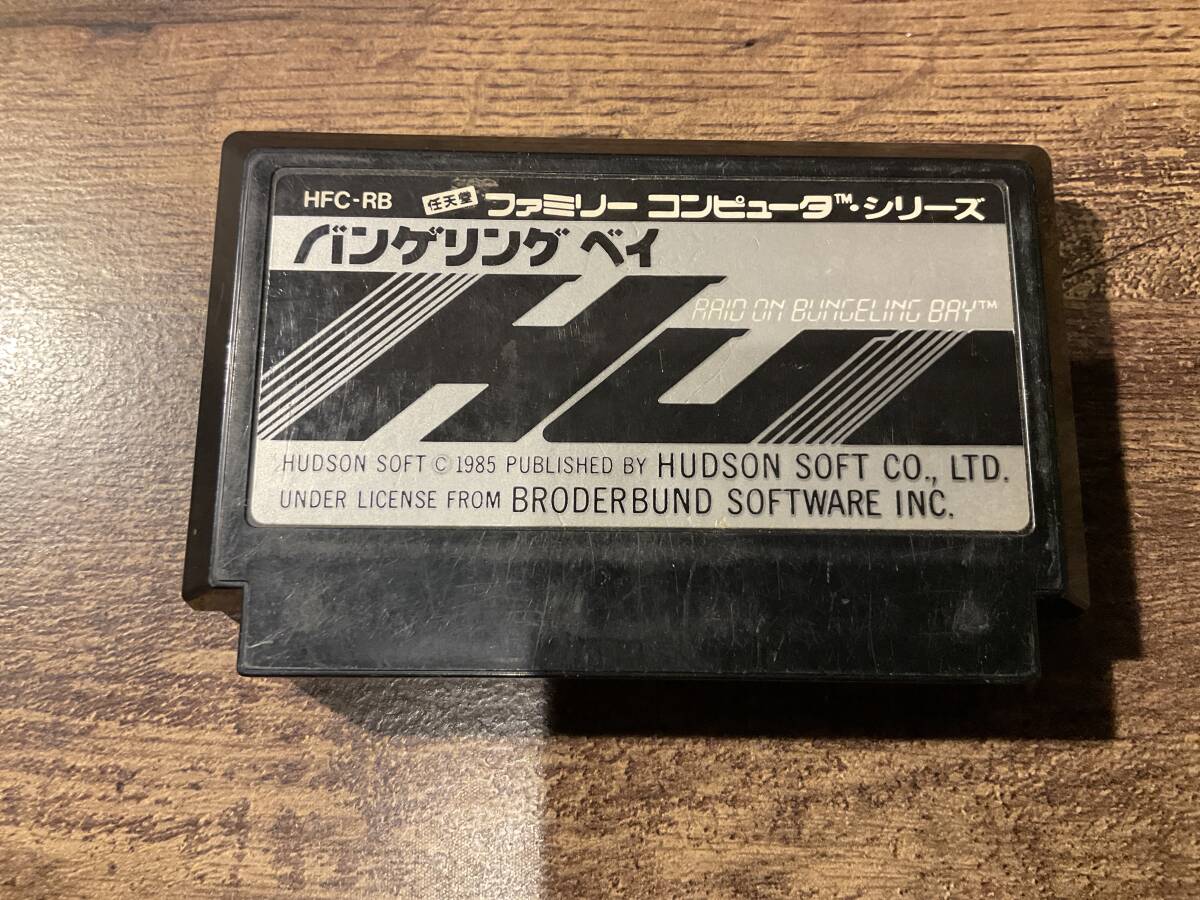 HFC-RB 任天堂 ファミリー コンピュータ™・シリーズ
バンゲリング ベイ
RAID ON BUNGELING BAY™
HU
HUDSON SOFT © 1985 PUBLISHED BY HUDSON SOFT CO., LTD.
UNDER LICENSE FROM BRODERBUND SOFTWARE INC.